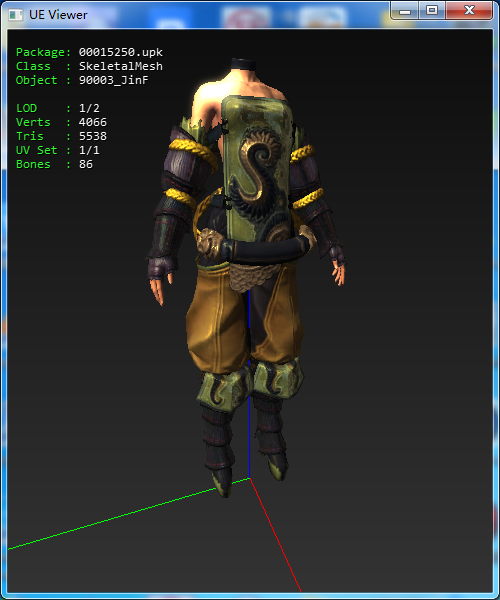 UE Viewer
Package: 00015250.upk
Class  : SkeletalMesh
Object : 90003_JinF
LOD    : 1/2
Verts  : 4066
Tris   : 5538
UV Set : 1/1
Bones  : 86